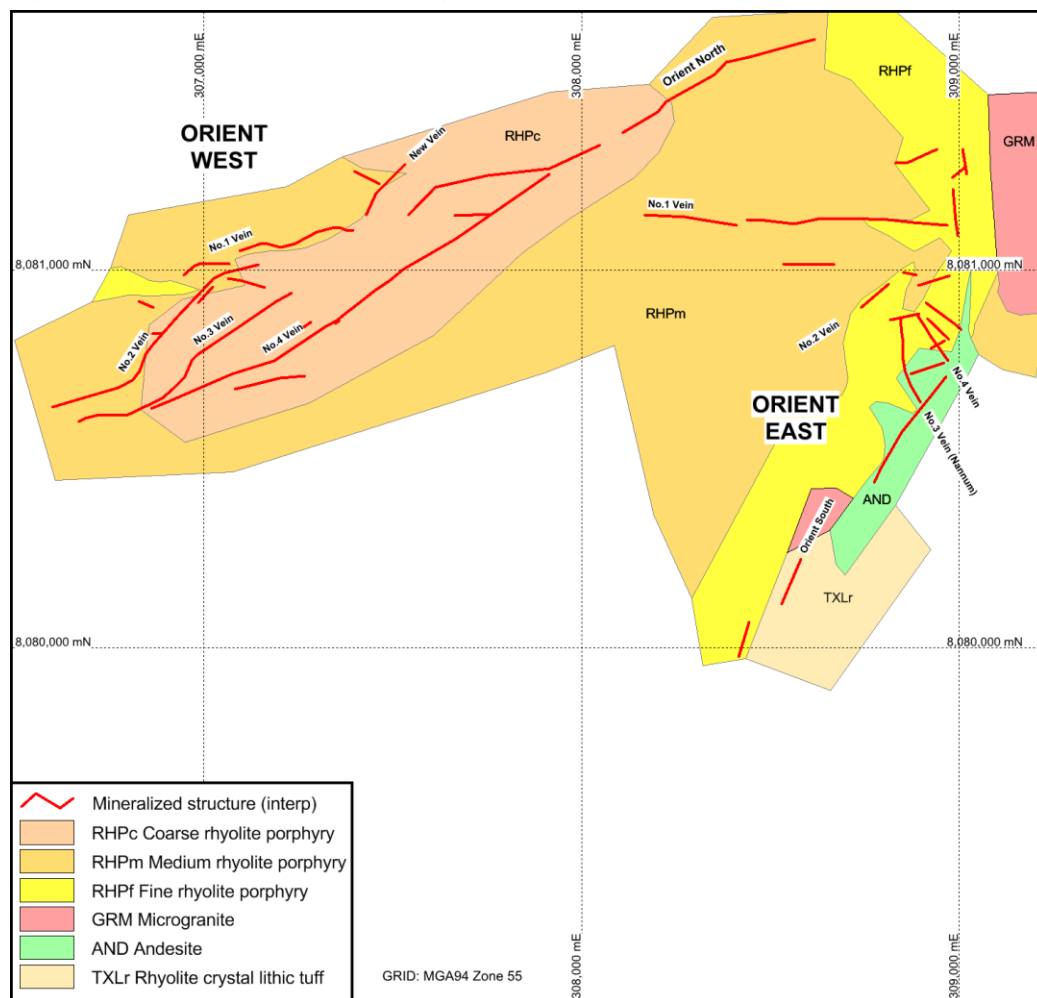 307,000 mE
308,000 mE
309,000 mE
Orient North
RHPf
ORIENT
WEST
New Vein
RHPc
GRM
No.1 Vein
No.1 Vein
8,081,000 mN
8,081,000 mN
RHPm
No.2 Vein
No.3 Vein
No.4 Vein
No.2 Vein
ORIENT
EAST
No.4 Vein
No.3 Vein (Nannum)
AND
Orient South
TXLr
8,080,000 mN
8,080,000 mN
Mineralized structure (interp)
RHPc Coarse rhyolite porphyry
RHPm Medium rhyolite porphyry
RHPf Fine rhyolite porphyry
GRM Microgranite
AND Andesite
TXLr Rhyolite crystal lithic tuff
GRID: MGA94 Zone 55
308,000 mE
309,000 mE